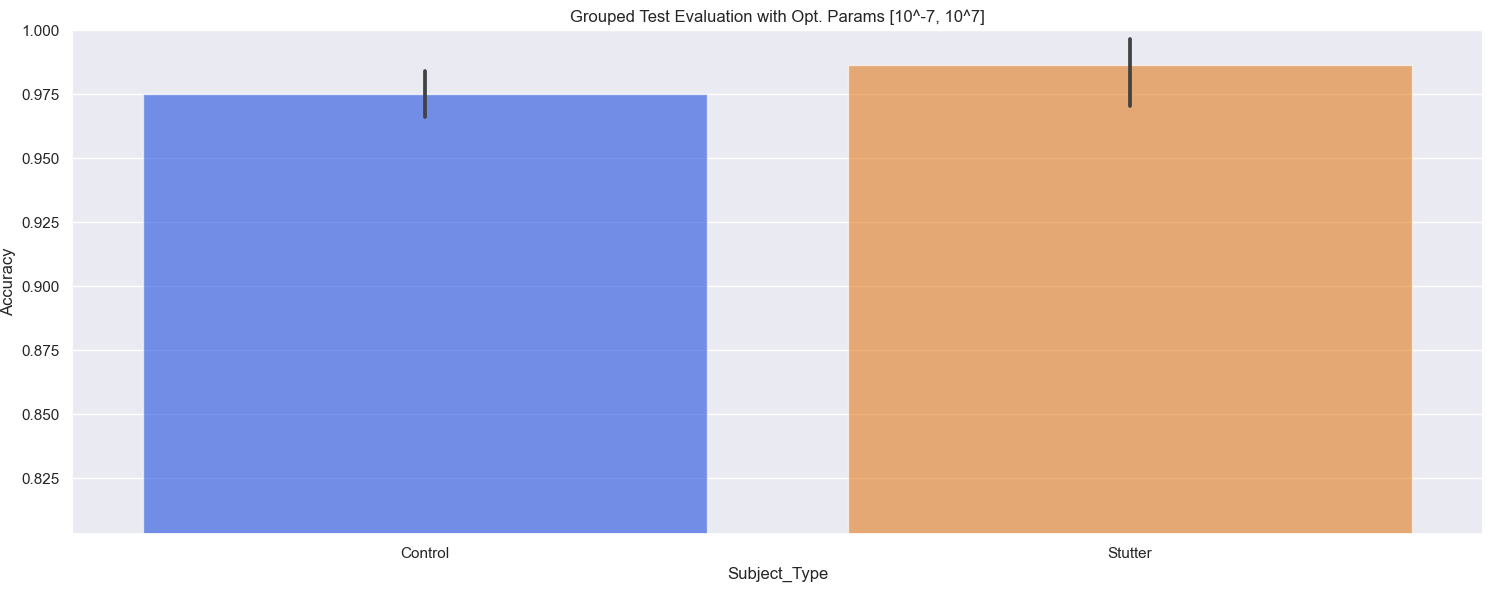 Grouped Test Evaluation with Opt. Params [10^-7, 10^7]
1.000
0.975
0.950
0.925
0.900
0.875
0.850
0.825
Accuracy
Control
Stutter
Subject_Type